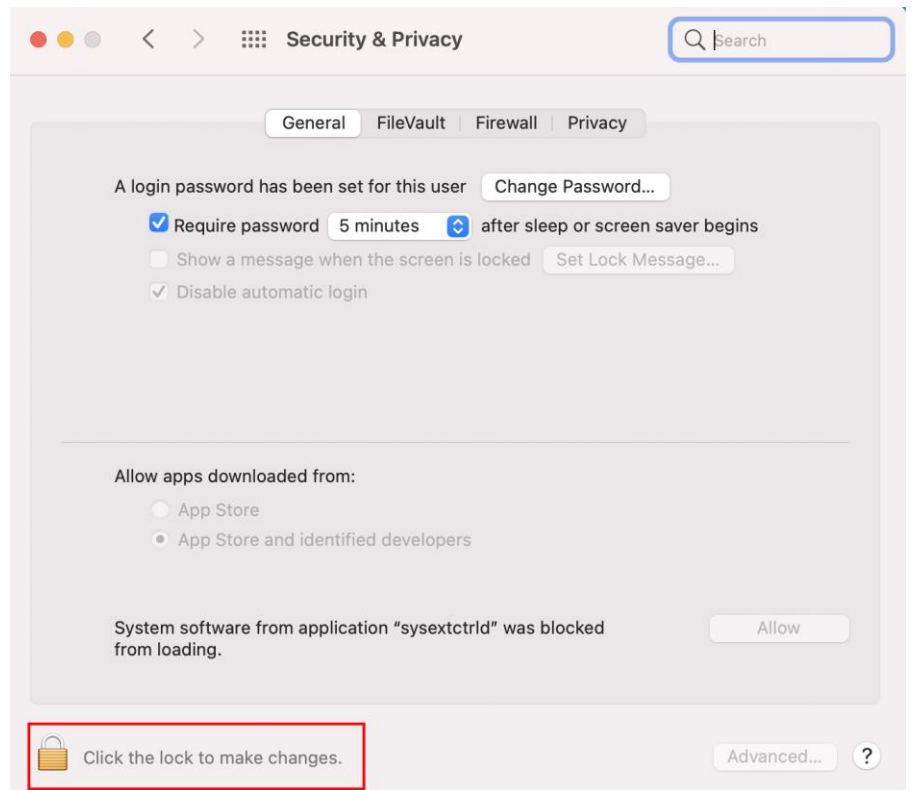 Security & Privacy
Search
General FileVault Firewall Privacy
A login password has been set for this user Change Password...
Require password 5 minutes after sleep or screen saver begins
Show a message when the screen is locked Set Lock Message...
Disable automatic login
Allow apps downloaded from:
App Store
App Store and identified developers
System software from application “sysextctrld” was blocked Allow
from loading.
Click the lock to make changes. Advanced... ?